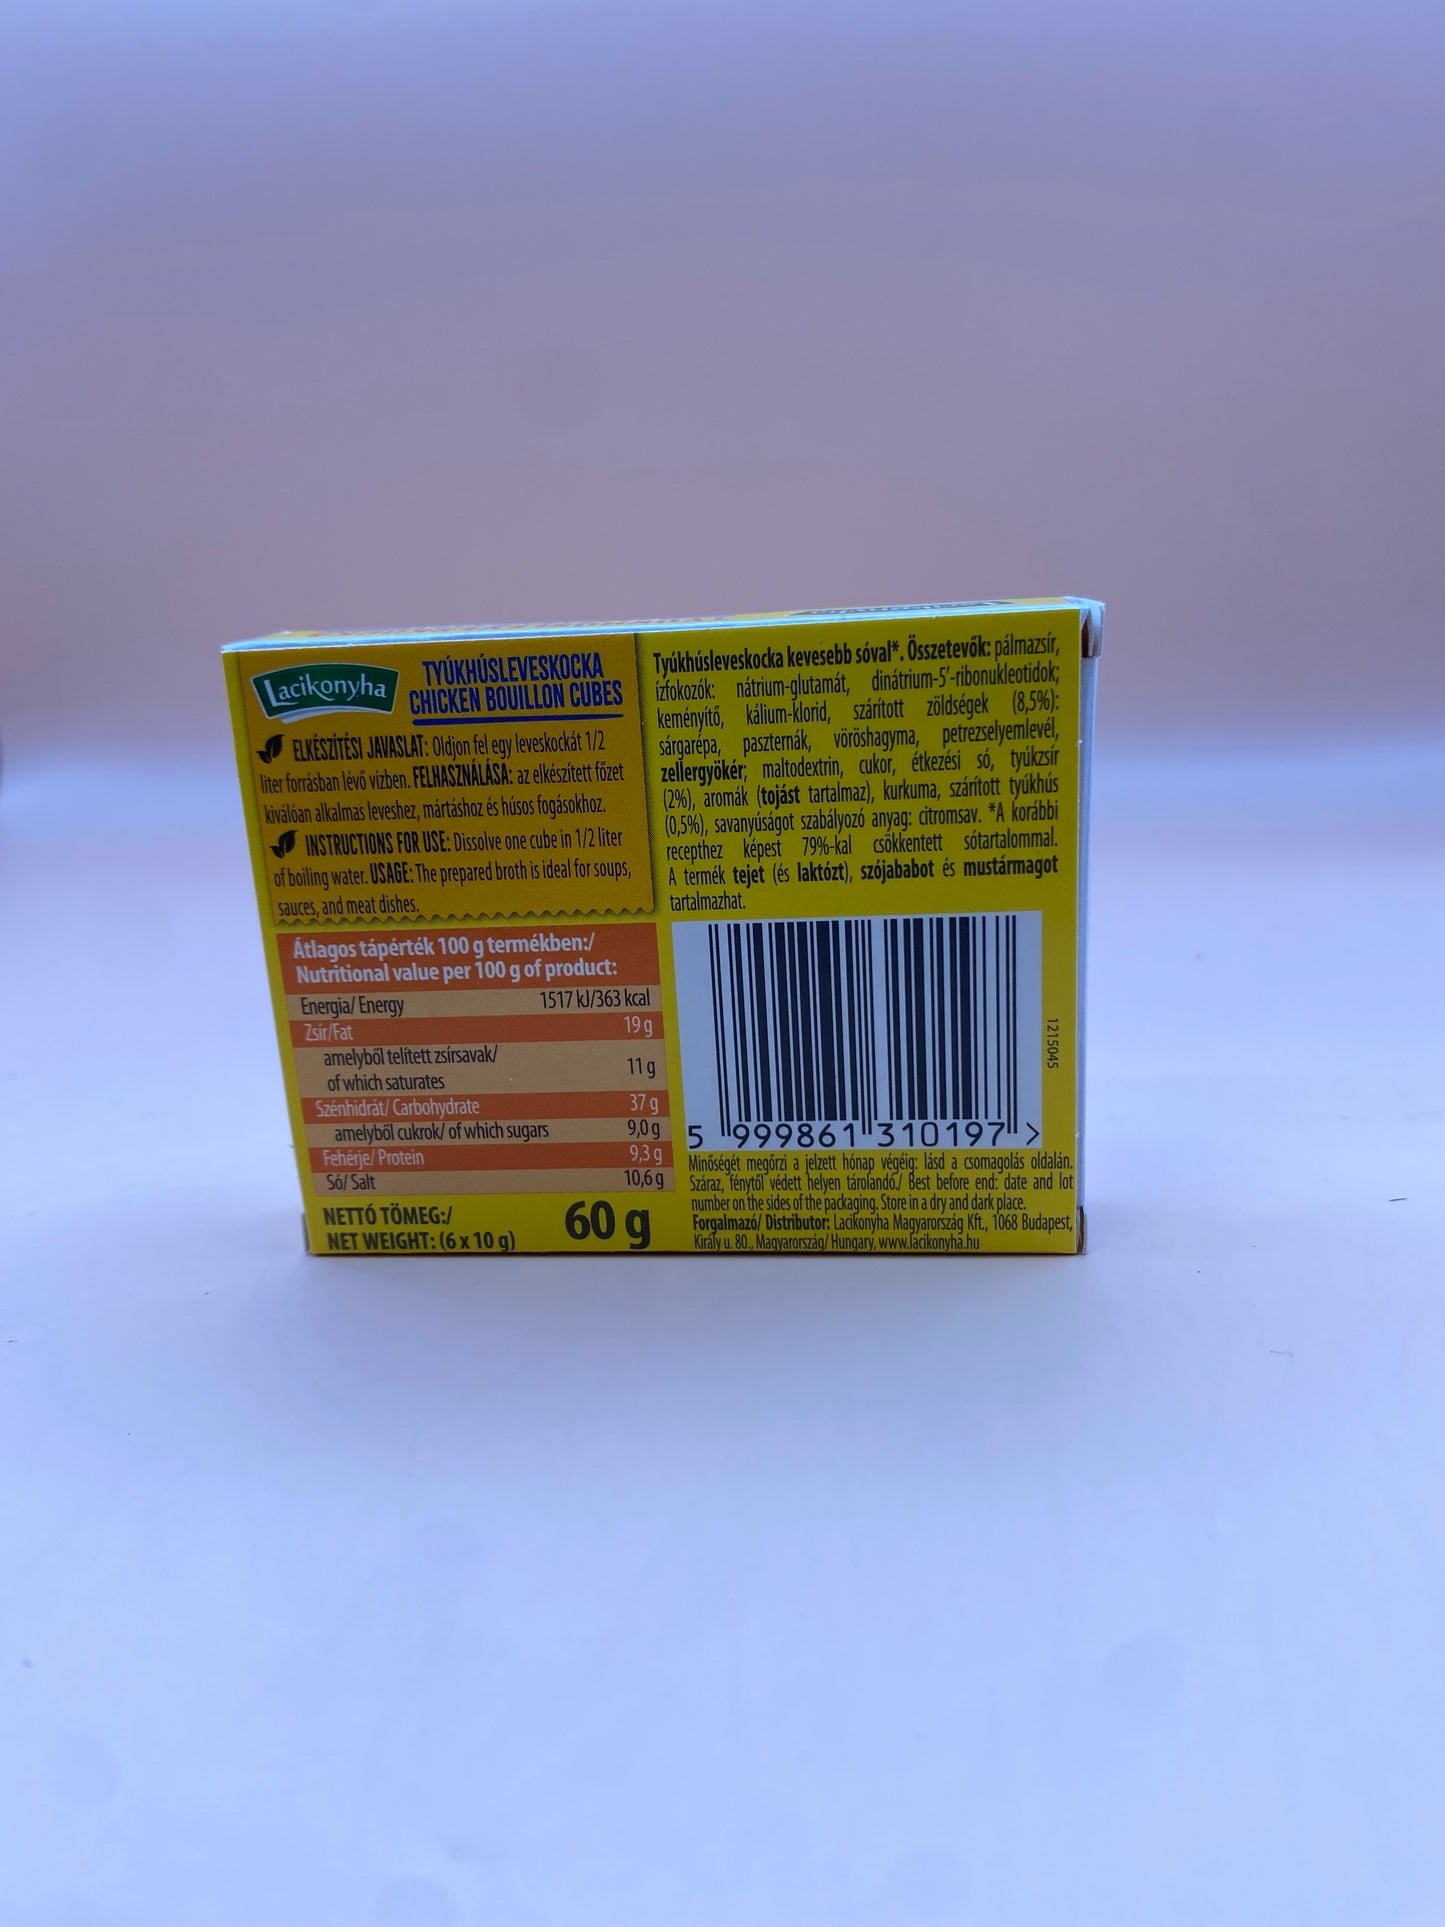 Lacikonyha
TYÚKHÚSLEVESKOCKA
CHICKEN BOUILLON CUBES
ELKÉSZÍTÉSI JAVASLAT: Oldjon fel egy leveskockát 1/2
liter forrásban lévő vízben. FELHASZNÁLÁSA: az elkészített főzet
kiválóan alkalmas leveshez, mártáshoz és húsos fogásokhoz.
INSTRUCTIONS FOR USE: Dissolve one cube in 1/2 liter
of boiling water. USAGE: The prepared broth is ideal for soups,
sauces, and meat dishes.
Átlagos tápérték 100 g termékben:/
Nutritional value per 100 g of product:
Energia/ Energy 1517 kJ/363 kcal
Zsír/Fat 19 g
amelyből telített zsírsavak/
of which saturates 11 g
Szénhidrát/ Carbohydrate 37 g
amelyből cukrok/ of which sugars 9,0 g
Fehérje/ Protein 9,3 g
Só/ Salt 10,6 g
NETTÓ TÖMEG:/
NET WEIGHT: (6 x 10 g) 60 g
Tyúkhúsleveskocka kevesebb sóval*. Összetevők: pálmazsír,
ízfokozók: nátrium-glutamát, dinátrium-5'-ribonukleotidok;
keményítő, kálium-klorid, szárított zöldségek (8,5%):
sárgarépa, paszternák, vöröshagyma, petrezselyemlevél,
zellergyökér; maltodextrin, cukor, étkezési só, tyúkzsír
(2%), aromák (tojást tartalmaz), kurkuma, szárított tyúkhús
(0,5%), savanyúságot szabályozó anyag: citromsav. *A korábbi
recepthez képest 79%-kal csökkentett sótartalommal.
A termék tejet (és laktózt), szójababot és mustármagot
tartalmazhat.
1215045
5 999861 310197 >
Minőségét megőrzi a jelzett hónap végéig: lásd a csomagolás oldalán.
Száraz, fénytől védett helyen tárolandó./ Best before end: date and lot
number on the sides of the packaging. Store in a dry and dark place.
Forgalmazó/ Distributor: Lacikonyha Magyarország Kft., 1068 Budapest,
Király u. 80., Magyarország/ Hungary, www.lacikonyha.hu